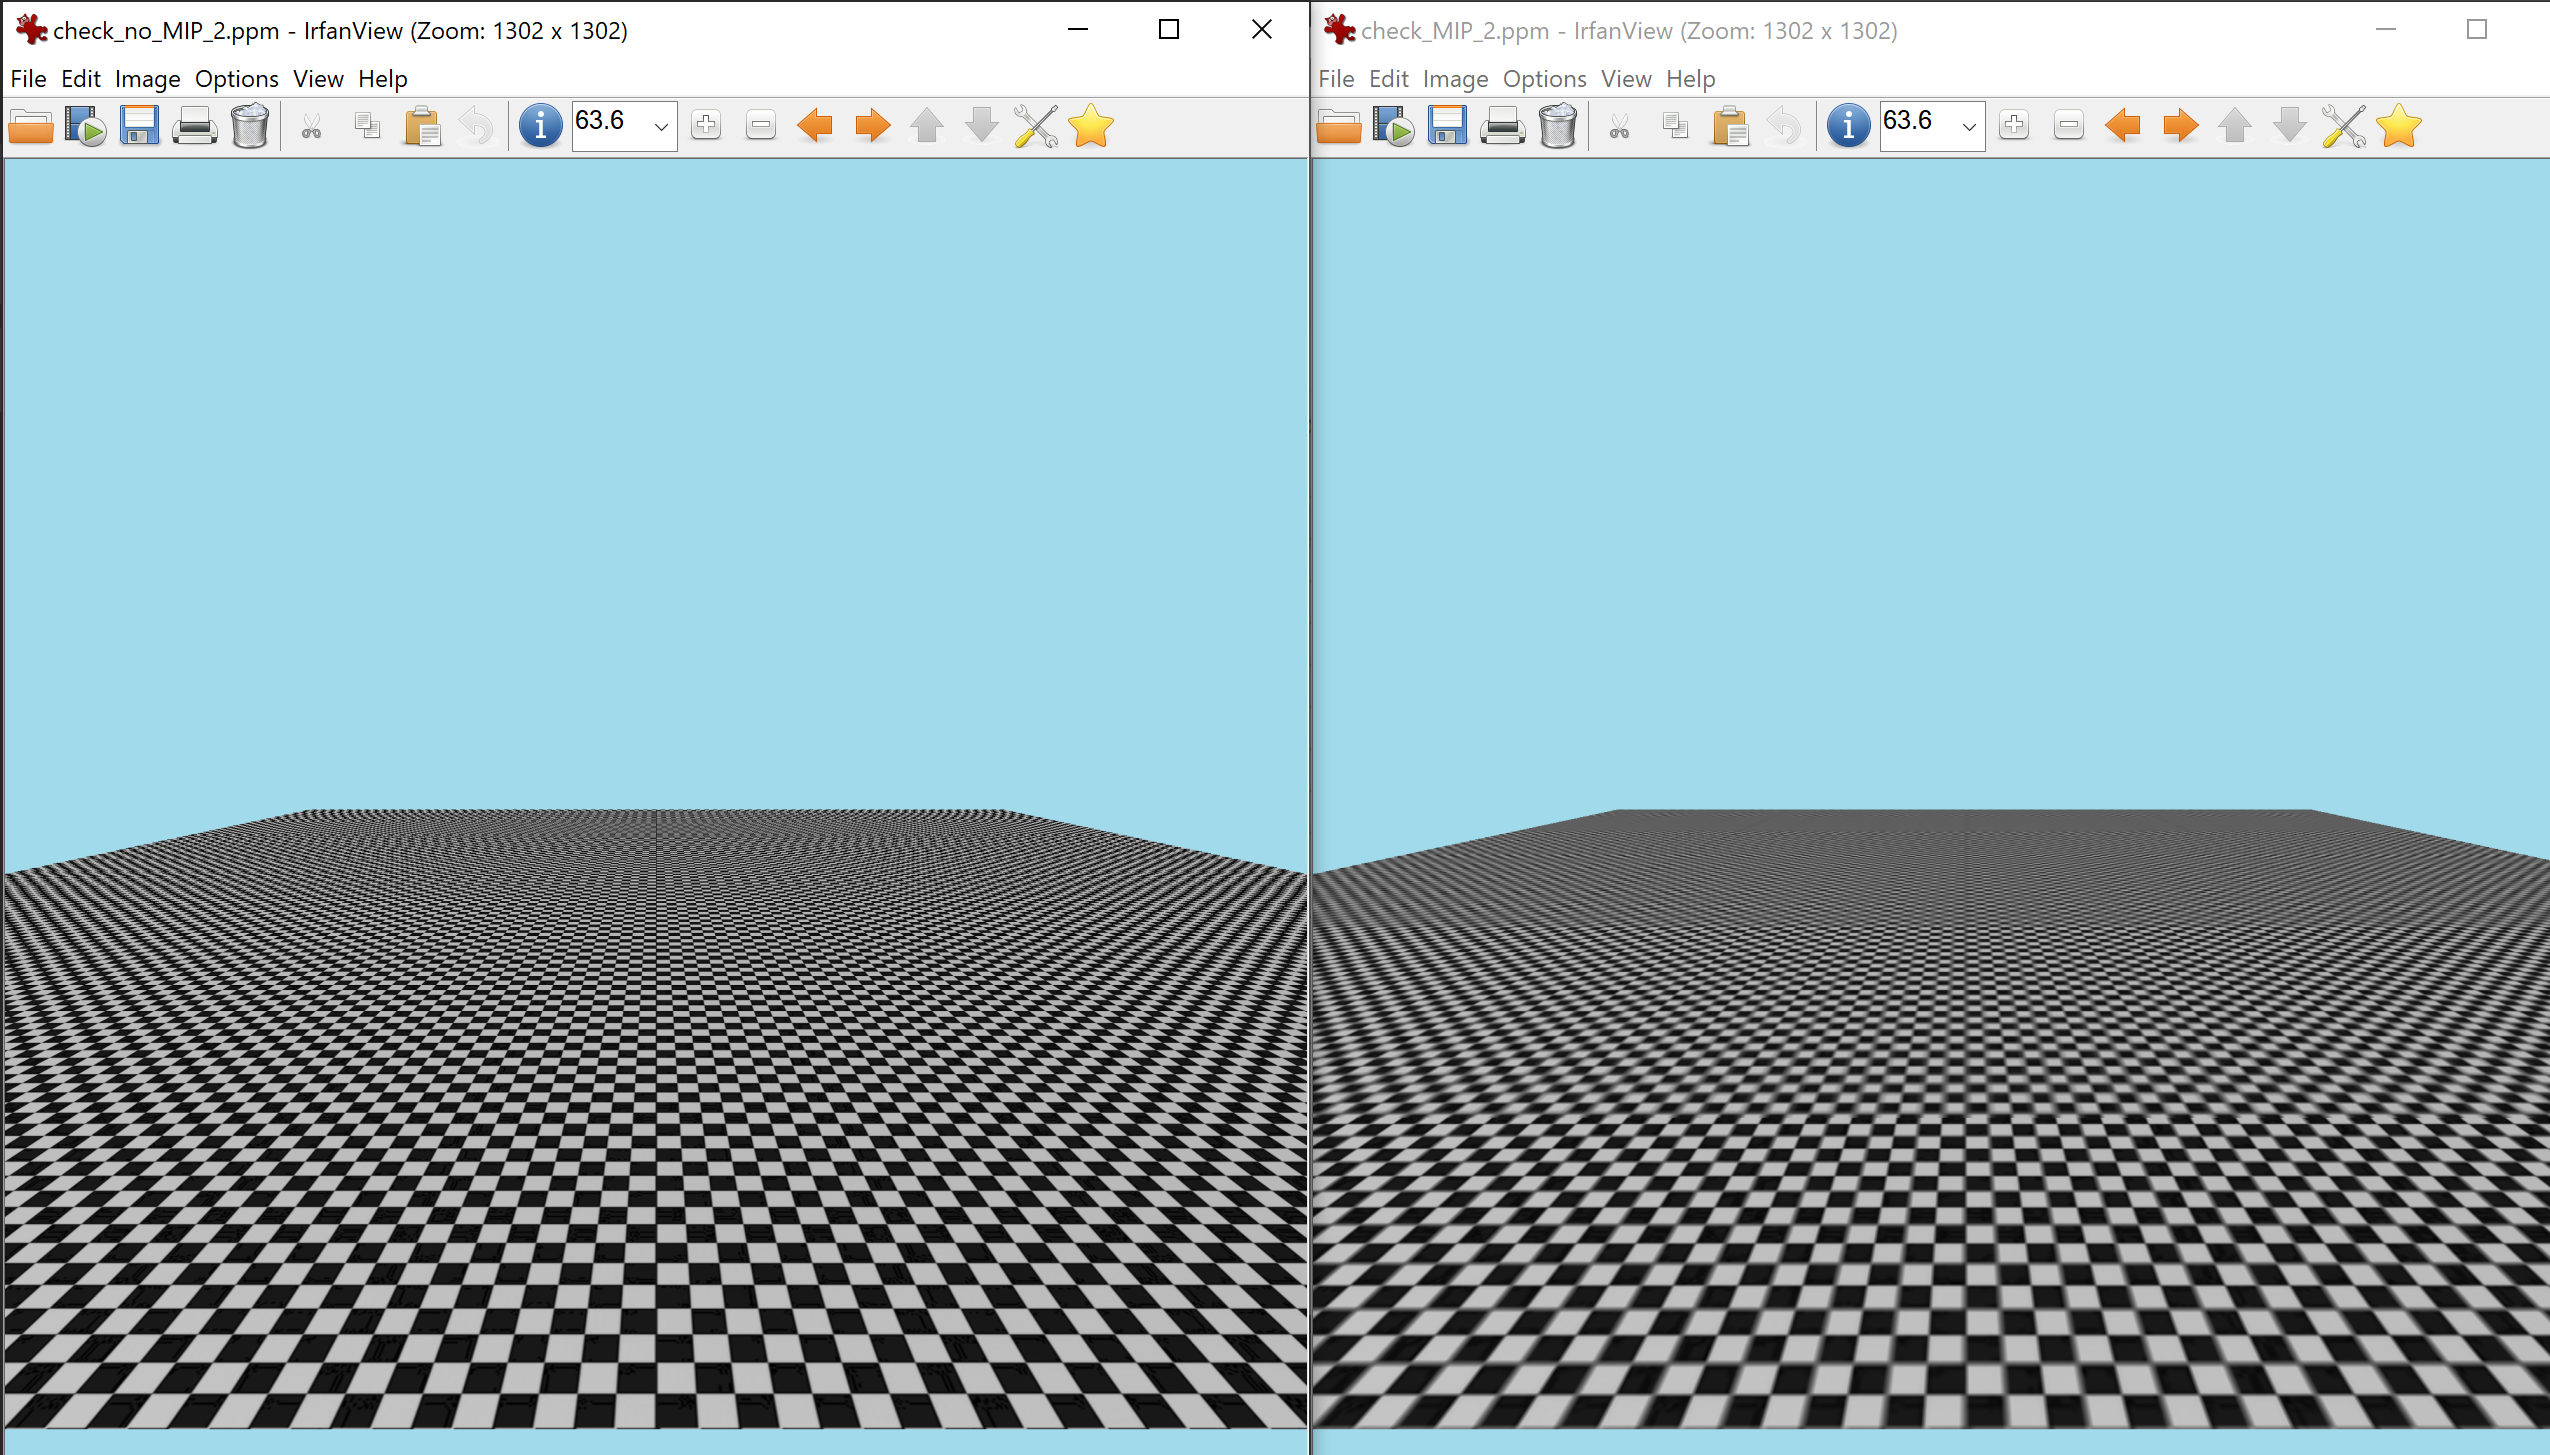 check_no_MIP_2.ppm - IrfanView (Zoom: 1302 x 1302)
File Edit Image Options View Help
63.6
check_MIP_2.ppm - IrfanView (Zoom: 1302 x 1302)
File Edit Image Options View Help
63.6